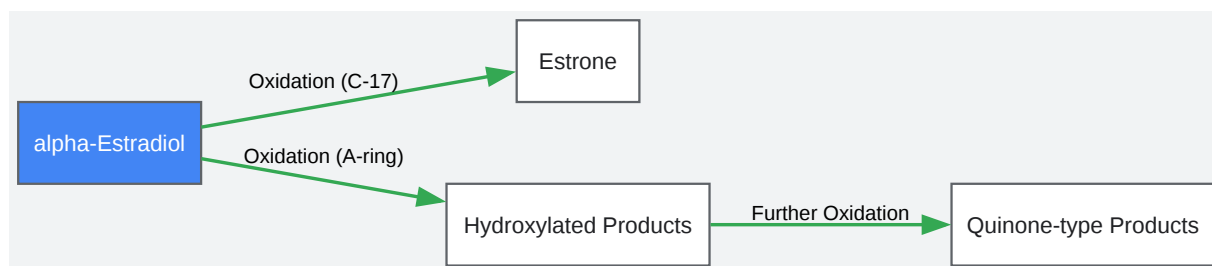 Estrone
Oxidation (C-17)
alpha-Estradiol
Oxidation (A-ring)
Hydroxylated Products
Further Oxidation
Quinone-type Products